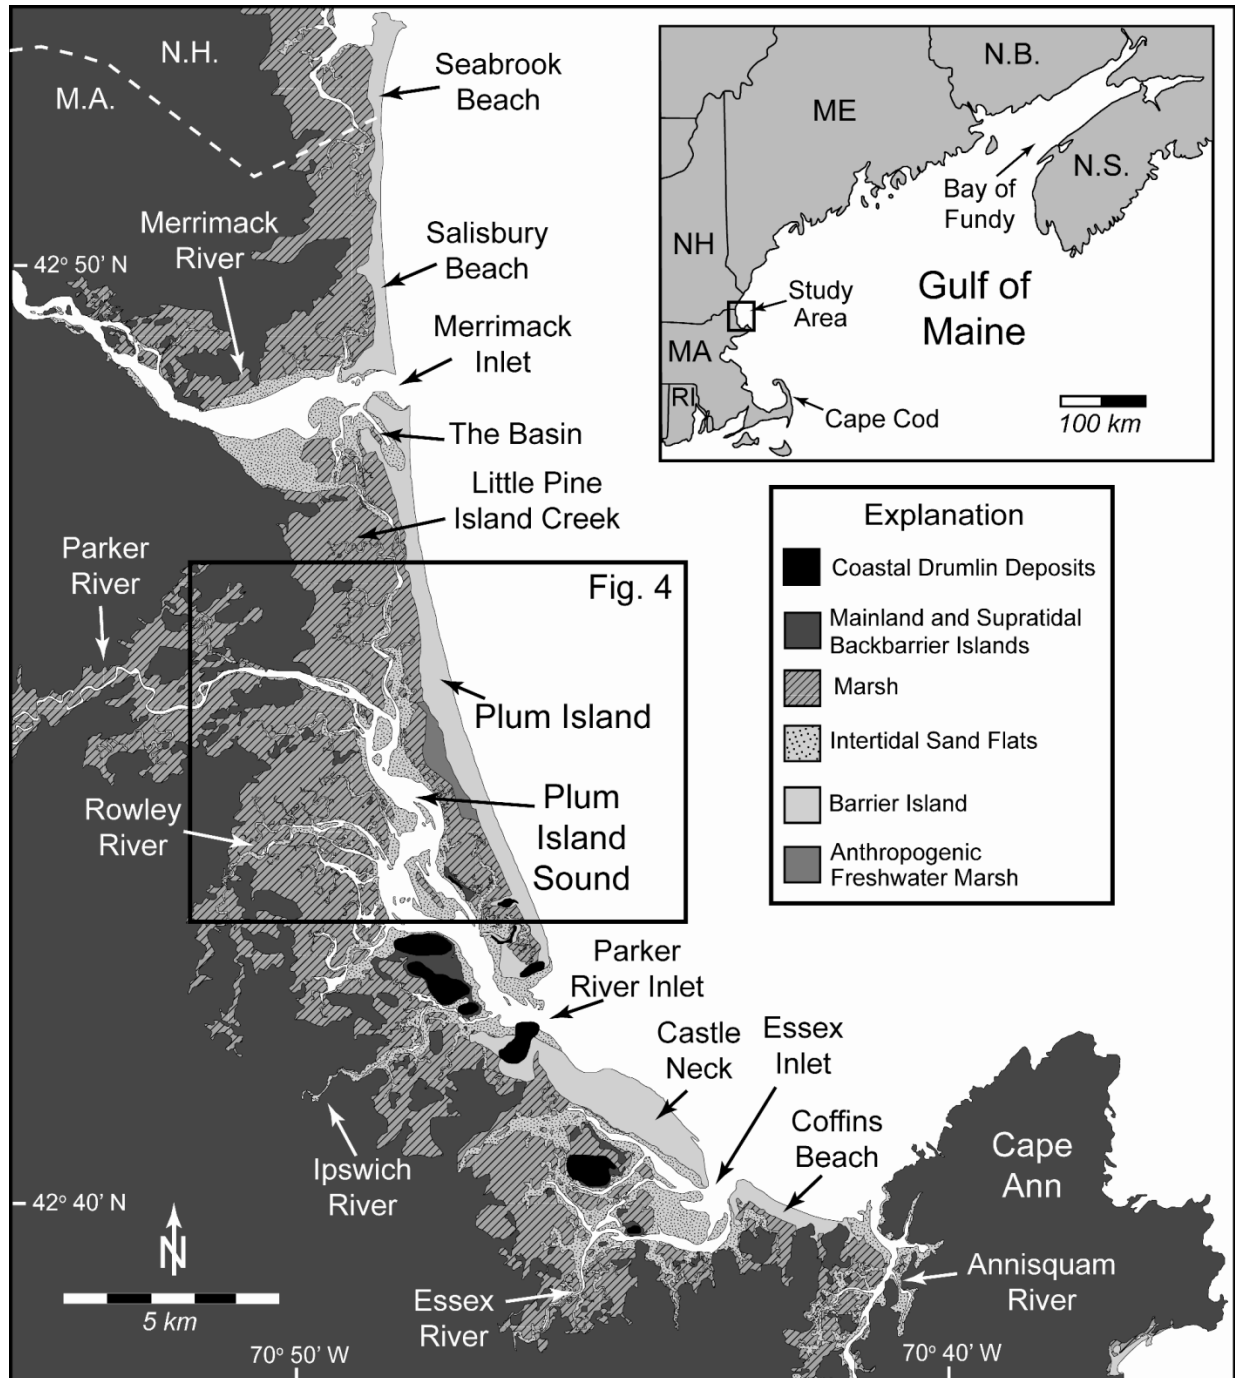 N.H.
M.A.
Seabrook
Beach
Merrimack
River
42° 50' N
Salisbury
Beach
Merrimack
Inlet
The Basin
Little Pine
Island Creek
Parker
River
Fig. 4
Plum Island
Rowley
River
Plum
Island
Sound
Parker
River Inlet
Castle
Neck
Essex
Inlet
Coffins
Beach
Cape
Ann
Ipswich
River
42° 40' N
N
5 km
Essex
River
Annisquam
River
70° 50' W
70° 40' W
N.B.
ME
N.S.
Bay of
Fundy
NH
Study
Area
Gulf of
Maine
MA
RI
Cape Cod
100 km
Explanation
Coastal Drumlin Deposits
Mainland and Supratidal
Backbarrier Islands
Marsh
Intertidal Sand Flats
Barrier Island
Anthropogenic
Freshwater Marsh